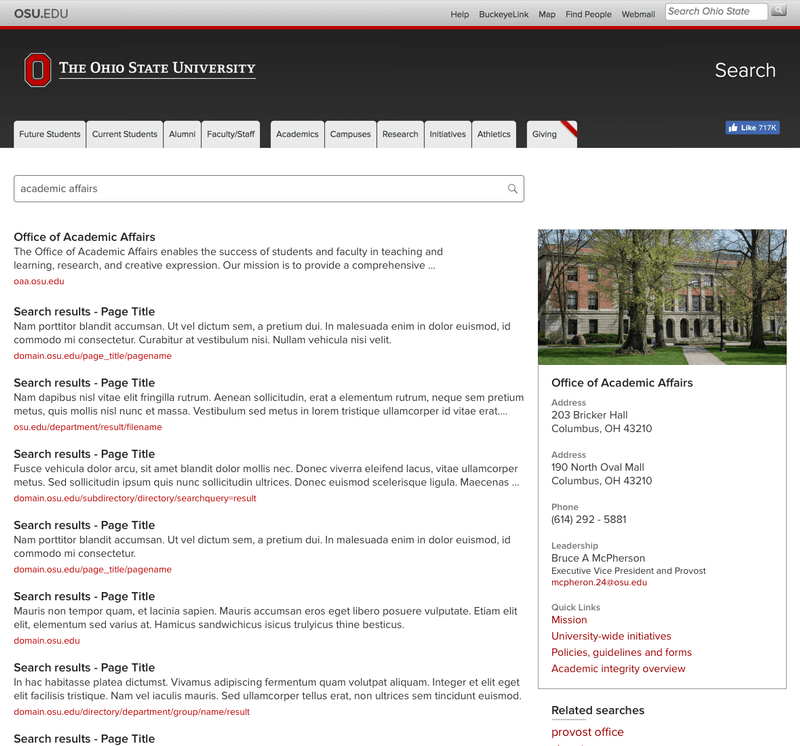 OSU.EDU
Help BuckeyeLink Map Find People Webmail Search Ohio State
THE OHIO STATE UNIVERSITY
Search
Future Students Current Students Alumni Faculty/Staff Academics Campuses Research Initiatives Athletics Giving
Like 717K
academic affairs
Office of Academic Affairs
The Office of Academic Affairs enables the success of students and faculty in teaching and
learning, research, and creative expression. Our mission is to provide a comprehensive ...
oaa.osu.edu
Search results - Page Title
Nam porttitor blandit accumsan. Ut vel dictum sem, a pretium dui. In malesuada enim in dolor euismod, id
commodo mi consectetur. Curabitur at vestibulum nisi. Nullam vehicula nisi velit.
domain.osu.edu/page_title/pagename
Search results - Page Title
Nam dapibus nisl vitae elit fringilla rutrum. Aenean sollicitudin, erat a elementum rutrum, neque sem pretium
metus, quis mollis nisl nunc et massa. Vestibulum sed metus in lorem tristique ullamcorper id vitae erat....
osu.edu/department/result/filename
Search results - Page Title
Fusce vehicula dolor arcu, sit amet blandit dolor mollis nec. Donec viverra eleifend lacus, vitae ullamcorper
metus. Sed sollicitudin ipsum quis nunc sollicitudin ultrices. Donec euismod scelerisque ligula. Maecenas ...
domain.osu.edu/subdirectory/directory/searchquery=result
Search results - Page Title
Nam porttitor blandit accumsan. Ut vel dictum sem, a pretium dui. In malesuada enim in dolor euismod, id
commodo mi consectetur.
domain.osu.edu/page_title/pagename
Search results - Page Title
Mauris non tempor quam, et lacinia sapien. Mauris accumsan eros eget libero posuere vulputate. Etiam elit
elit, elementum sed varius at. Hamicus sandwichicus isicus trulyicus thine besticus.
domain.osu.edu
Search results - Page Title
In hac habitasse platea dictumst. Vivamus adipiscing fermentum quam volutpat aliquam. Integer et elit eget
elit facilisis tristique. Nam vel iaculis mauris. Sed ullamcorper tellus erat, non ultrices sem tincidunt euismod.
domain.osu.edu/directory/department/group/name/result
Search results - Page Title
Office of Academic Affairs
Address
203 Bricker Hall
Columbus, OH 43210
Address
190 North Oval Mall
Columbus, OH 43210
Phone
(614) 292 - 5881
Leadership
Bruce A McPherson
Executive Vice President and Provost
mcpheron.24@osu.edu
Quick Links
Mission
University-wide initiatives
Policies, guidelines and forms
Academic integrity overview
Related searches
provost office